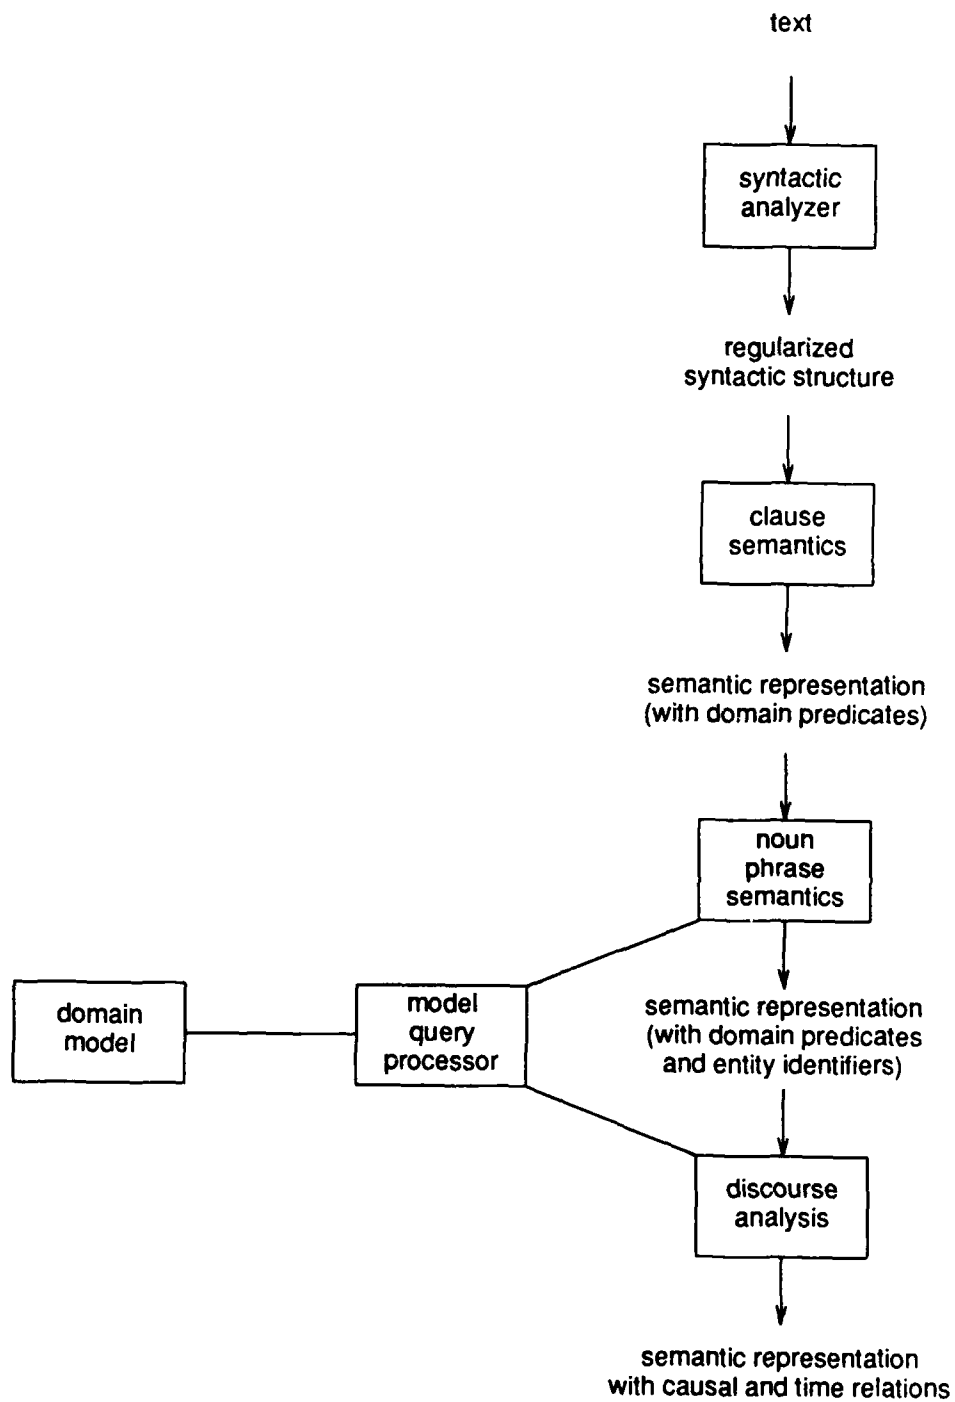 text
syntactic
analyzer
regularized
syntactic structure
clause
semantics
semantic representation
(with domain predicates)
noun
phrase
semantics
domain
model
model
query
processor
semantic representation
(with domain predicates
and entity identifiers)
discourse
analysis
semantic representation
with causal and time relations